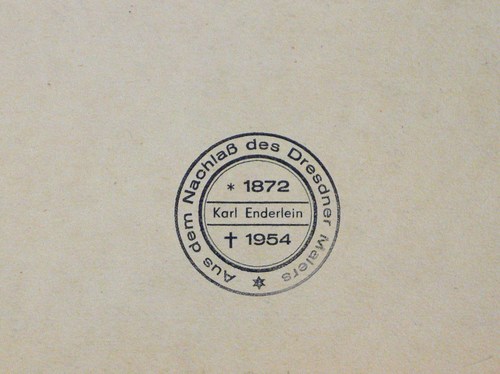 Aus dem Nachlaß des Dresdner Malers
* 1872
Karl Enderlein
† 1954